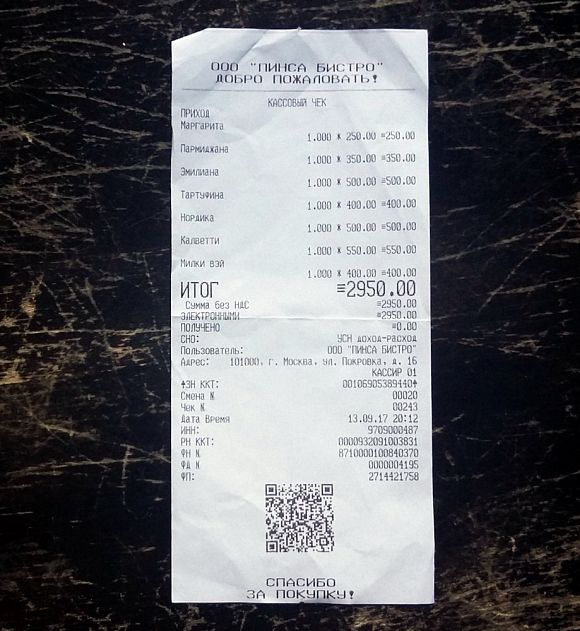 ООО "ПИНСА БИСТРО"
ДОБРО ПОЖАЛОВАТЬ!
КАССОВЫЙ ЧЕК
ПРИХОД
Маргарита
1.000 * 250.00 =250.00
Пармиджана
1.000 * 350.00 =350.00
Эмилиана
1.000 * 500.00 =500.00
Тартуфина
1.000 * 400.00 =400.00
Нордика
1.000 * 500.00 =500.00
Калветти
1.000 * 550.00 =550.00
Милки вэй
1.000 * 400.00 =400.00
ИТОГ =2950.00
Сумма без НДС =2950.00
ЭЛЕКТРОННЫМИ =2950.00
ПОЛУЧЕНО =0.00
СНО: УСН доход-расход
Пользователь: ООО "ПИНСА БИСТРО"
Адрес: 101000, г. Москва, ул. Покровка, д. 16
КАССИР 01
ЗН ККТ: 00106905389440
Смена № 00020
Чек № 00243
Дата Время 13.09.17 20:12
ИНН: 9709000487
РН ККТ: 0000932091003831
ФН № 8710000100840370
ФД № 0000004195
ФП: 2714421758
СПАСИБО
ЗА ПОКУПКУ!